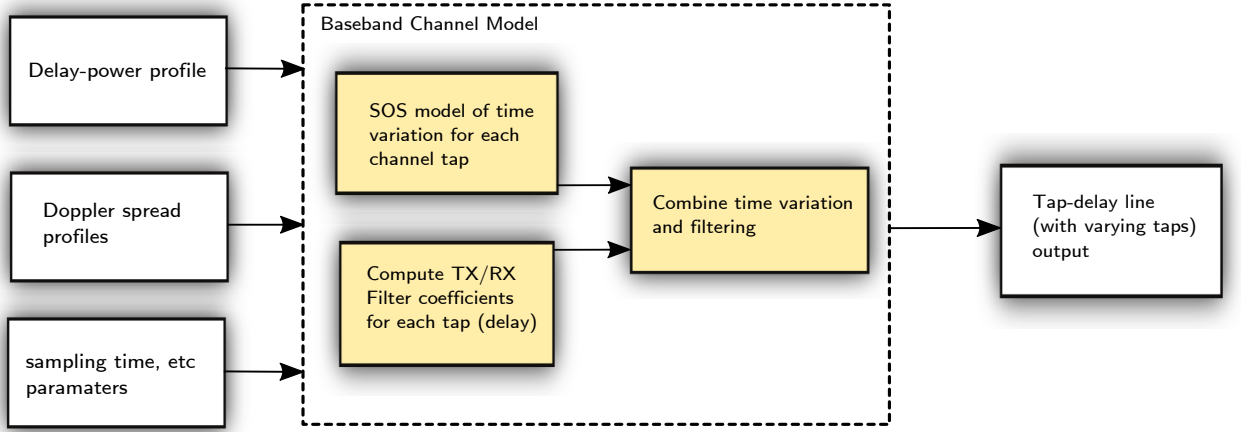 Baseband Channel Model
Delay-power profile
Doppler spread
profiles
sampling time, etc
paramaters
SOS model of time
variation for each
channel tap
Compute TX/RX
Filter coefficients
for each tap (delay)
Combine time variation
and filtering
Tap-delay line
(with varying taps)
output